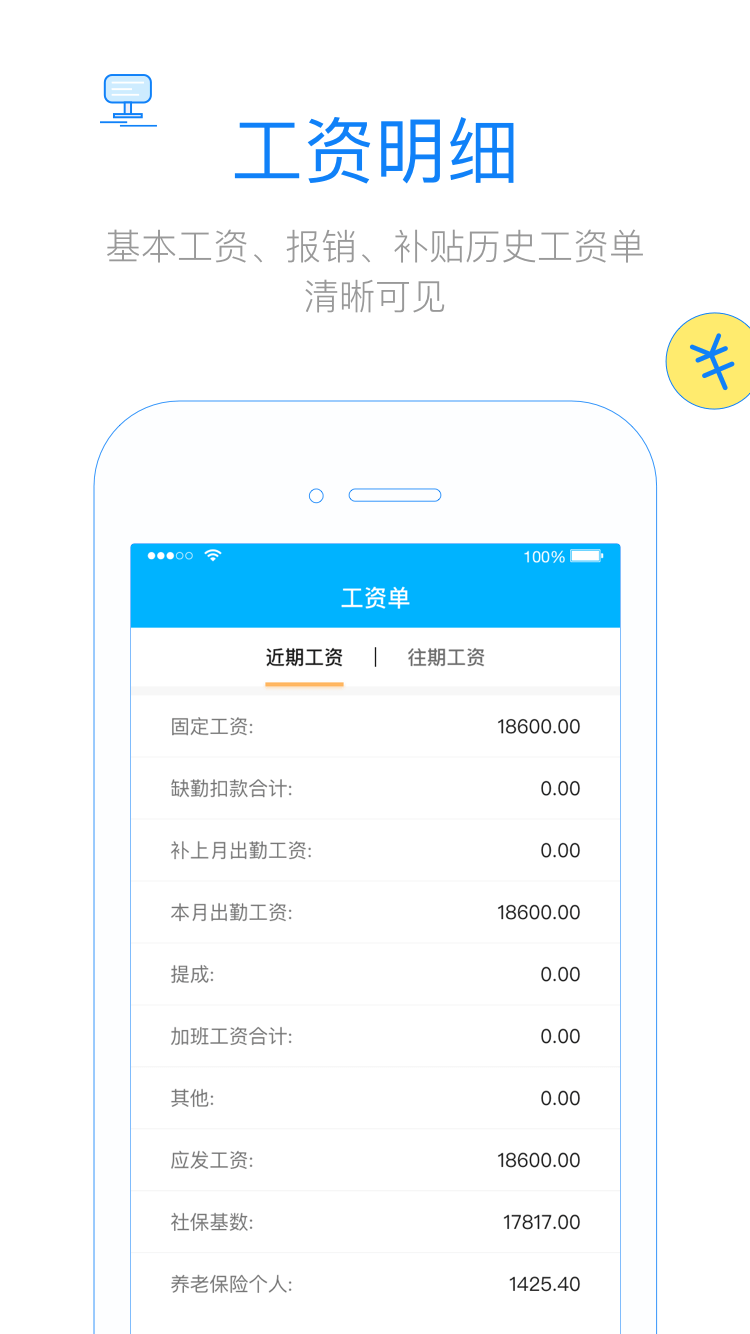 工资明细
基本工资、报销、补贴历史工资单
清晰可见
¥
100%
工资单
近期工资 | 往期工资
固定工资: 18600.00
缺勤扣款合计: 0.00
补上月出勤工资: 0.00
本月出勤工资: 18600.00
提成: 0.00
加班工资合计: 0.00
其他: 0.00
应发工资: 18600.00
社保基数: 17817.00
养老保险个人: 1425.40